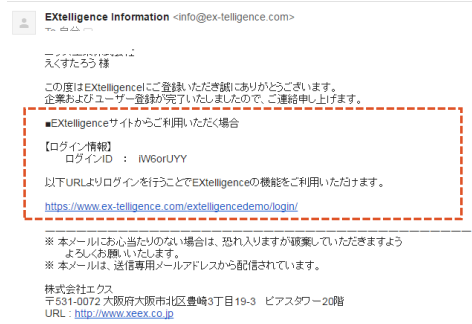 EXtelligence Information <info@ex-telligence.com>
To 自分
えくすたろう 様
この度はEXtelligenceにご登録いただき誠にありがとうございます。
企業およびユーザー登録が完了いたしましたので、ご連絡申し上げます。
■EXtelligenceサイトからご利用いただく場合
【ログイン情報】
ログインID ： iW6orUYY
以下URLよりログインを行うことでEXtelligenceの機能をご利用いただけます。
https://www.ex-telligence.com/extelligencedemo/login/
※ 本メールにお心当たりのない場合は、恐れ入りますが破棄していただきますよう
よろしくお願いいたします。
※ 本メールは、送信専用メールアドレスから配信されています。
株式会社エクス
〒531-0072 大阪府大阪市北区豊崎3丁目19-3 ピアスタワー20階
URL : http://www.xeex.co.jp